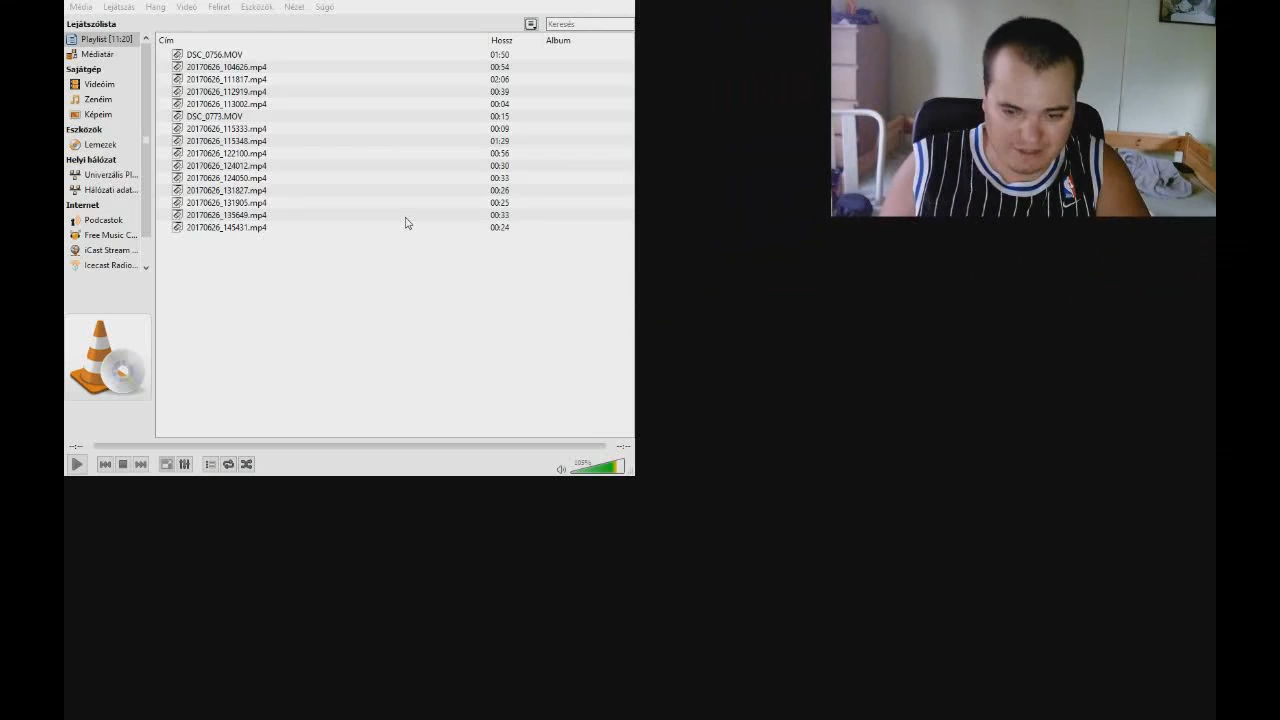 Média Lejátszás Hang Videó Felirat Eszközök Nézet Súgó
Lejátszólista
Keresés
Playlist [11:20]
Médiatár
Sajátgép
Videóim
Zenéim
Képeim
Eszközök
Lemezek
Helyi hálózat
Univerzális Pl...
Hálózati adat...
Internet
Podcastok
Free Music C...
iCast Stream ...
Icecast Radio...
Cím Hossz Album
DSC_0756.MOV 01:50
20170626_104626.mp4 00:54
20170626_111817.mp4 02:06
20170626_112919.mp4 00:39
20170626_113002.mp4 00:04
DSC_0773.MOV 00:15
20170626_115333.mp4 00:09
20170626_115348.mp4 01:29
20170626_122100.mp4 00:56
20170626_124012.mp4 00:30
20170626_124050.mp4 00:33
20170626_131827.mp4 00:26
20170626_131905.mp4 00:25
20170626_135649.mp4 00:33
20170626_145431.mp4 00:24
--:-- --:--
103%